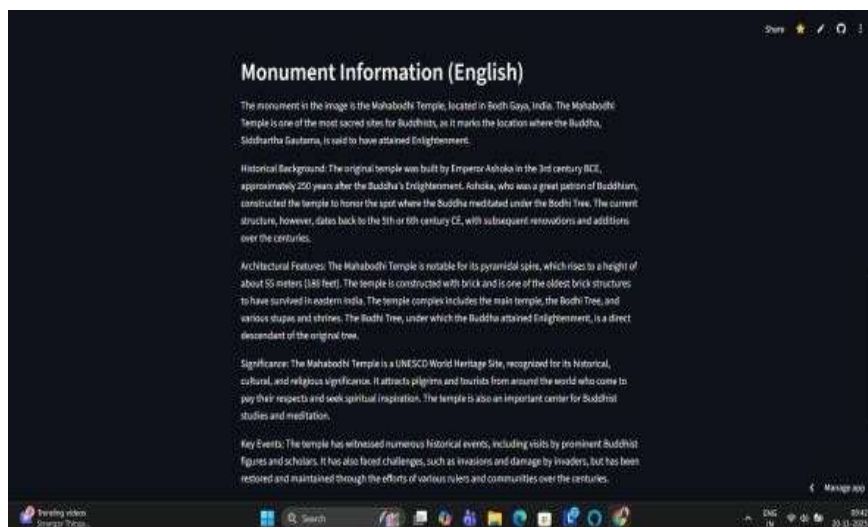 Share
Monument Information (English)
The monument in the image is the Mahabodhi Temple, located in Bodh Gaya, India. The Mahabodhi
Temple is one of the most sacred sites for Buddhists, as it marks the location where the Buddha,
Siddhartha Gautama, is said to have attained Enlightenment.
Historical Background: The original temple was built by Emperor Ashoka in the 3rd century BCE,
approximately 250 years after the Buddha's Enlightenment. Ashoka, who was a great patron of Buddhism,
constructed the temple to honor the spot where the Buddha meditated under the Bodhi Tree. The current
structure, however, dates back to the 5th or 6th century CE, with subsequent renovations and additions
over the centuries.
Architectural Features: The Mahabodhi Temple is notable for its pyramidal spire, which rises to a height of
about 55 meters (180 feet). The temple is constructed with brick and is one of the oldest brick structures
to have survived in eastern India. The temple complex includes the main temple, the Bodhi Tree, and
various stupas and shrines. The Bodhi Tree, under which the Buddha attained Enlightenment, is a direct
descendant of the original tree.
Significance: The Mahabodhi Temple is a UNESCO World Heritage Site, recognized for its historical,
cultural, and religious significance. It attracts pilgrims and tourists from around the world who come to
pay their respects and seek spiritual inspiration. The temple is also an important center for Buddhist
studies and meditation.
Key Events: The temple has witnessed numerous historical events, including visits by prominent Buddhist
figures and scholars. It has also faced challenges, such as invasions and damage by invaders, but has been
restored and maintained through the efforts of various rulers and communities over the centuries.
Manage app
Trending videos
Stranger Things...
Search
ENG